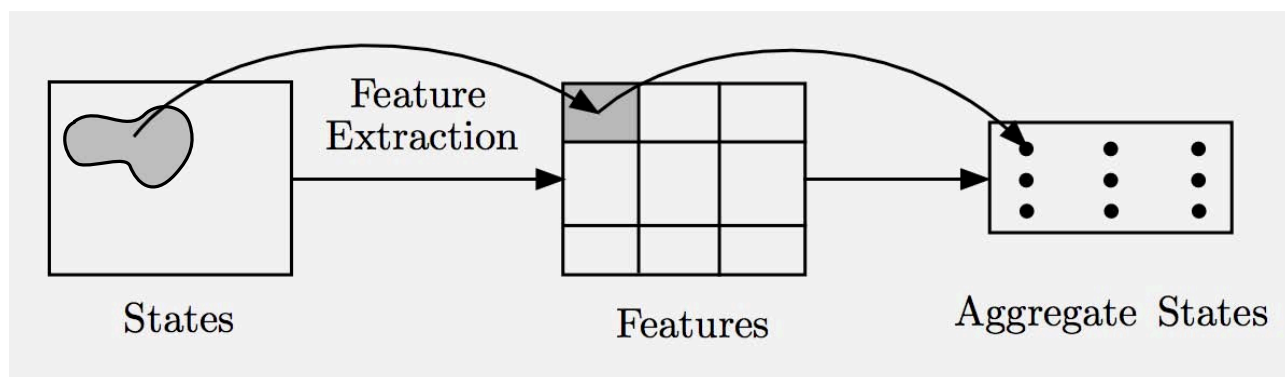 Feature
Extraction
States
Features
Aggregate States